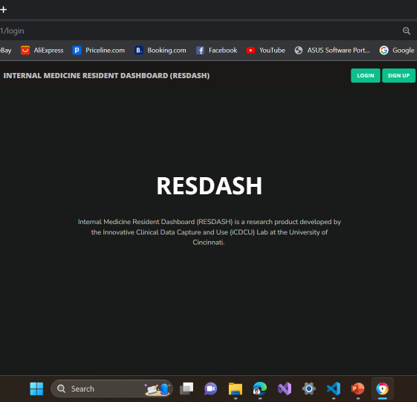 1/login
eBay AliExpress Priceline.com Booking.com Facebook YouTube ASUS Software Port... Google
INTERNAL MEDICINE RESIDENT DASHBOARD (RESDASH) LOGIN SIGN UP
RESDASH
Internal Medicine Resident Dashboard (RESDASH) is a research product developed by
the Innovative Clinical Data Capture and Use (iCDCU) Lab at the University of
Cincinnati.
Search